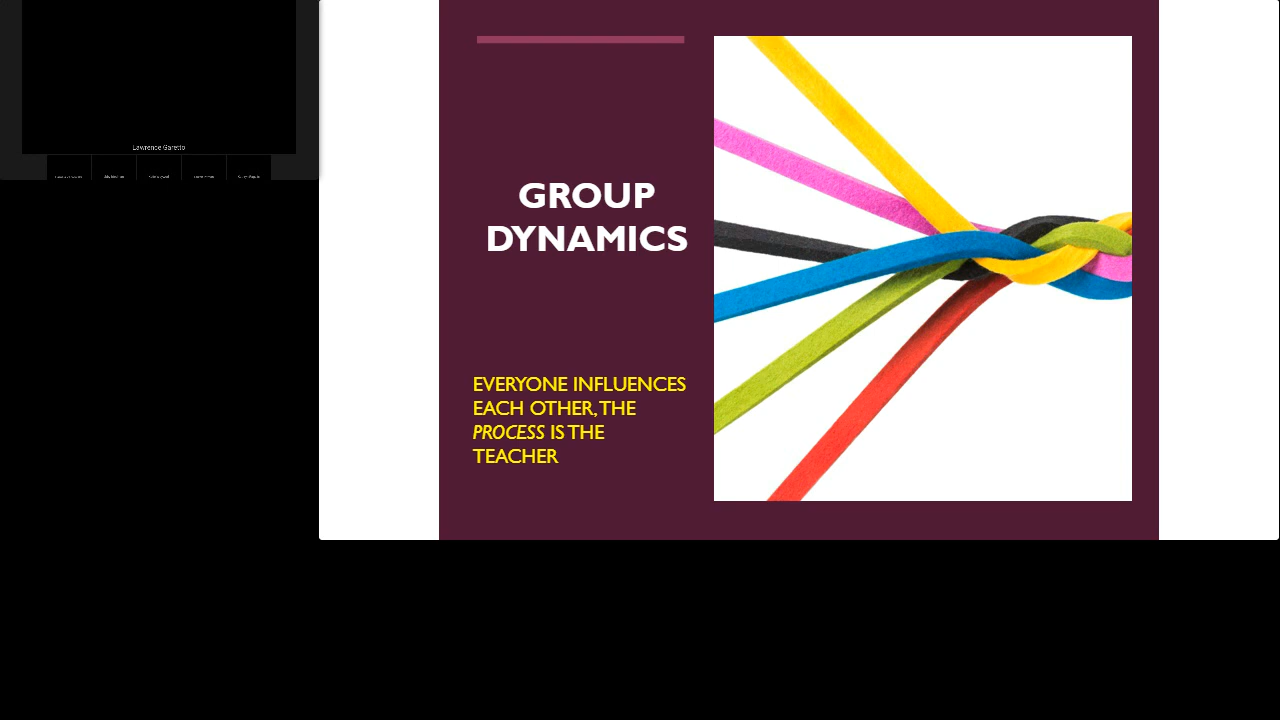 Lawrence Garetto
GROUP
DYNAMICS
EVERYONE INFLUENCES
EACH OTHER, THE
PROCESS IS THE
TEACHER